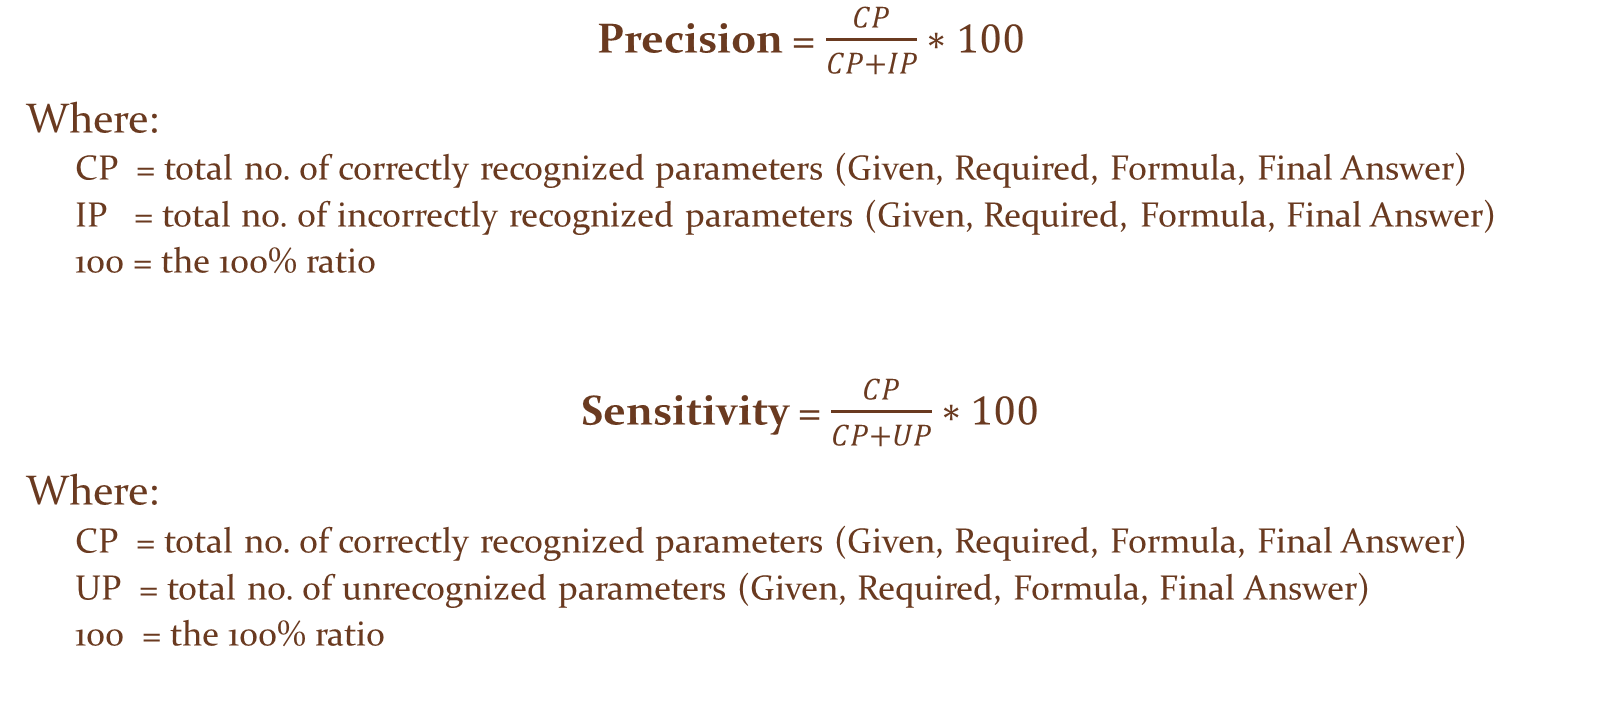 Precision = CP/CP+IP * 100
Where:
CP = total no. of correctly recognized parameters (Given, Required, Formula, Final Answer)
IP = total no. of incorrectly recognized parameters (Given, Required, Formula, Final Answer)
100 = the 100% ratio
Sensitivity = CP/CP+UP * 100
Where:
CP = total no. of correctly recognized parameters (Given, Required, Formula, Final Answer)
UP = total no. of unrecognized parameters (Given, Required, Formula, Final Answer)
100 = the 100% ratio